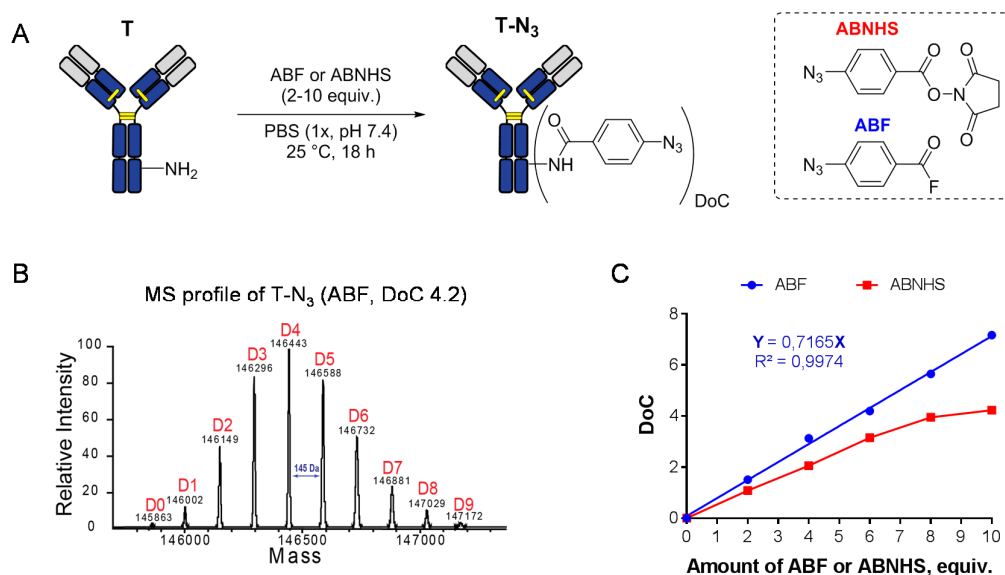 A
T
ABF or ABNHS
(2-10 equiv.)
PBS (1x, pH 7.4)
25 °C, 18 h
NH₂
T-N₃
O
NH
N₃
DoC
ABNHS
N₃
O
O
O
N
O
ABF
N₃
O
F
B
MS profile of T-N₃ (ABF, DoC 4.2)
Relative Intensity
100
80
60
40
20
0
D0
145863
D1
146002
D2
146149
D3
146296
D4
146443
D5
146588
D6
146732
D7
146881
D8
147029
D9
147172
145 Da
146000
146500
147000
Mass
C
ABF
ABNHS
Y = 0,7165X
R² = 0,9974
DoC
8
6
4
2
0
0 1 2 3 4 5 6 7 8 9 10
Amount of ABF or ABNHS, equiv.